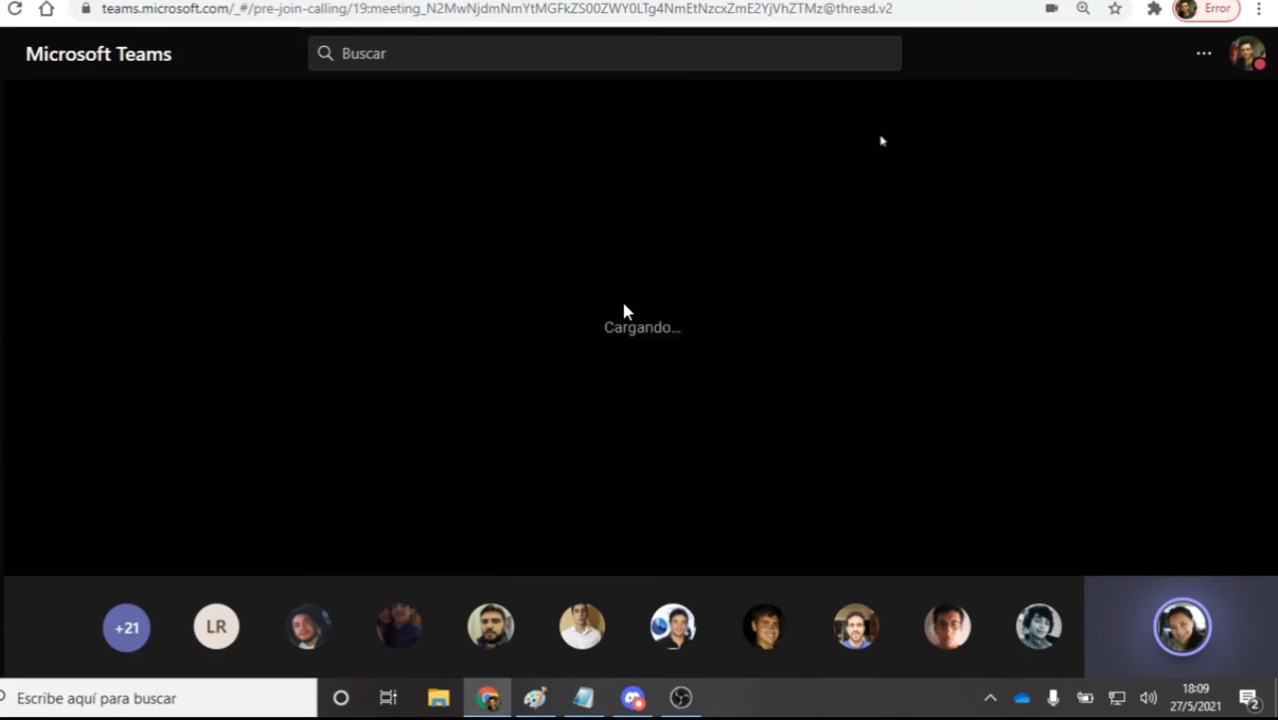 teams.microsoft.com/_#/pre-join-calling/19:meeting_N2MwNjdmNmYtMGFkZS00ZWY0LTg4NmEtNzcxZmE2YjVhZTMz@thread.v2
Error
Microsoft Teams
Buscar
Cargando...
+21
LR
Escribe aquí para buscar
18:09
27/5/2021
2